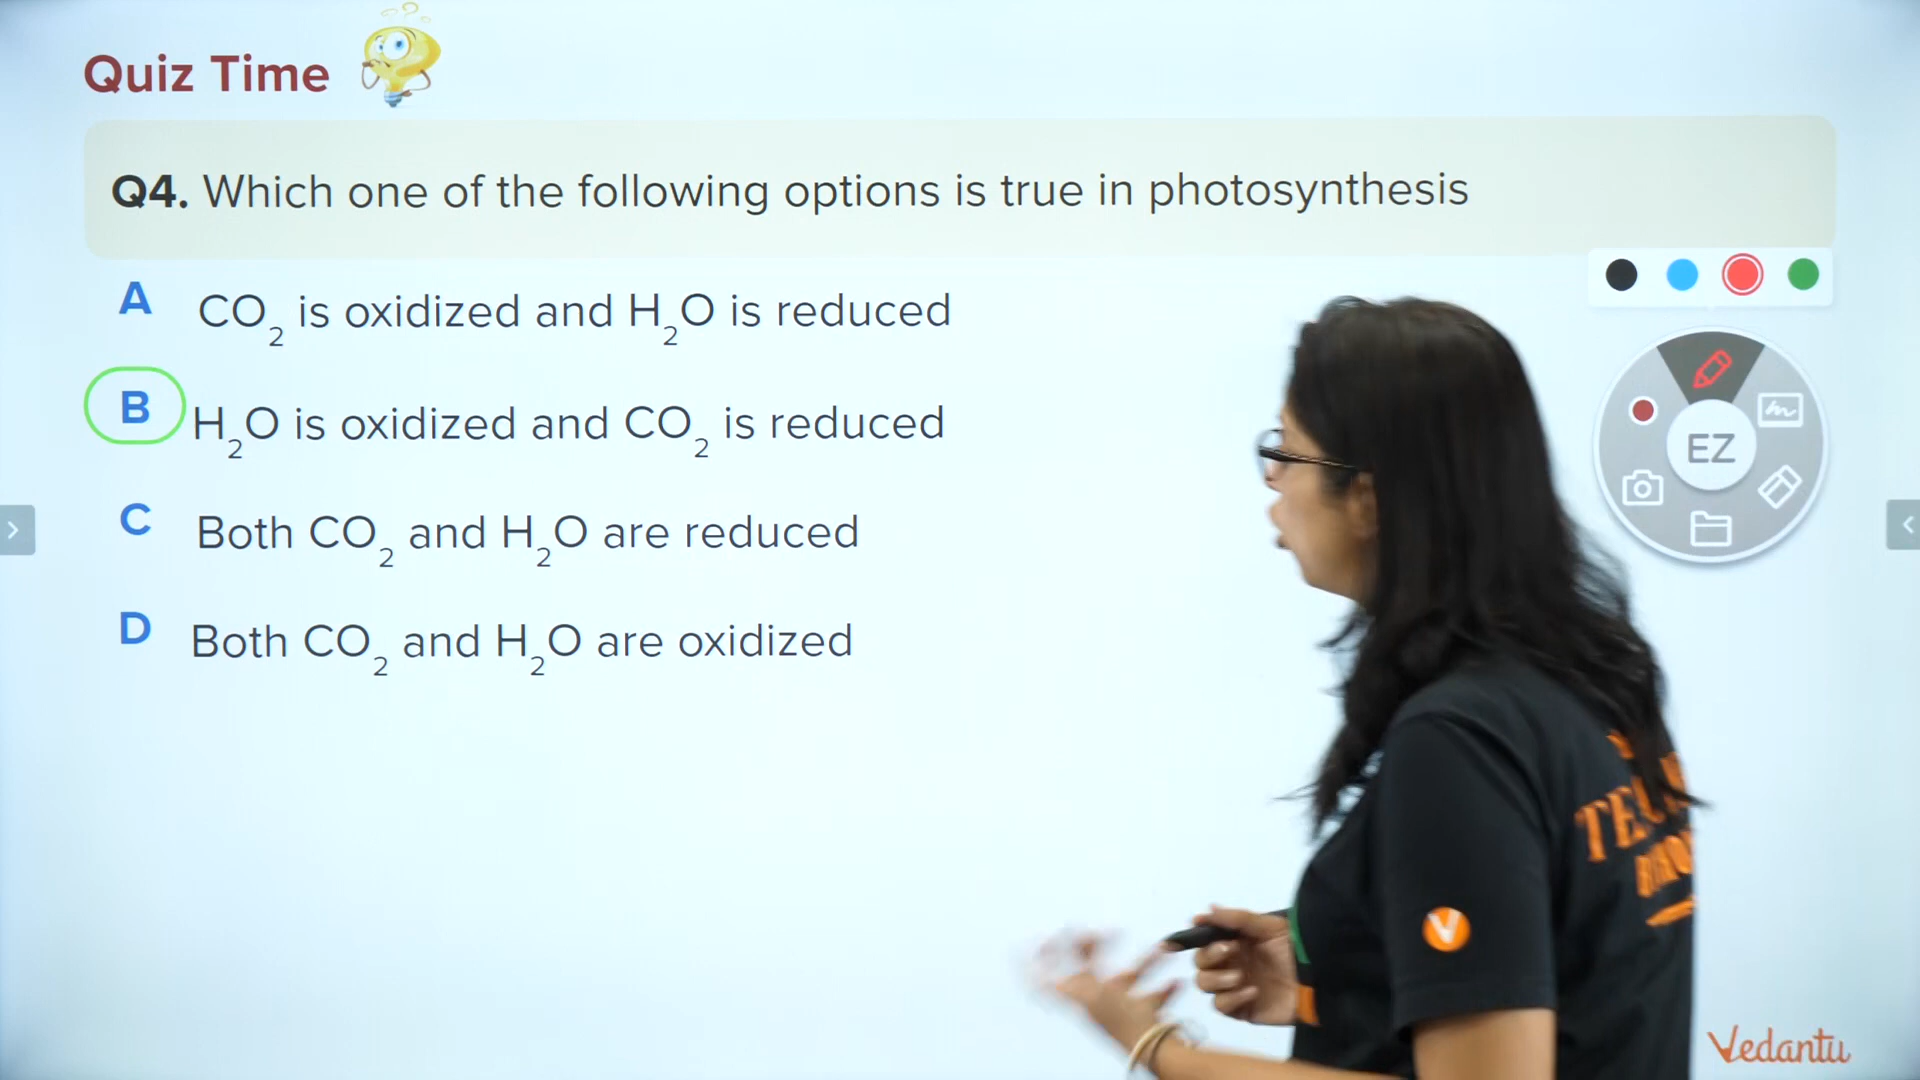 Quiz Time
Q4. Which one of the following options is true in photosynthesis
A CO₂ is oxidized and H₂O is reduced
B H₂O is oxidized and CO₂ is reduced
C Both CO₂ and H₂O are reduced
D Both CO₂ and H₂O are oxidized
EZ
V
Vedantu